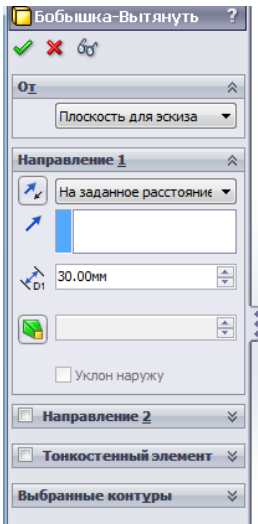 Бобышка-Вытянуть ?
От
Плоскость для эскиза
Направление 1
На заданное расстояние
D1 30.00мм
Уклон наружу
Направление 2
Тонкостенный элемент
Выбранные контуры